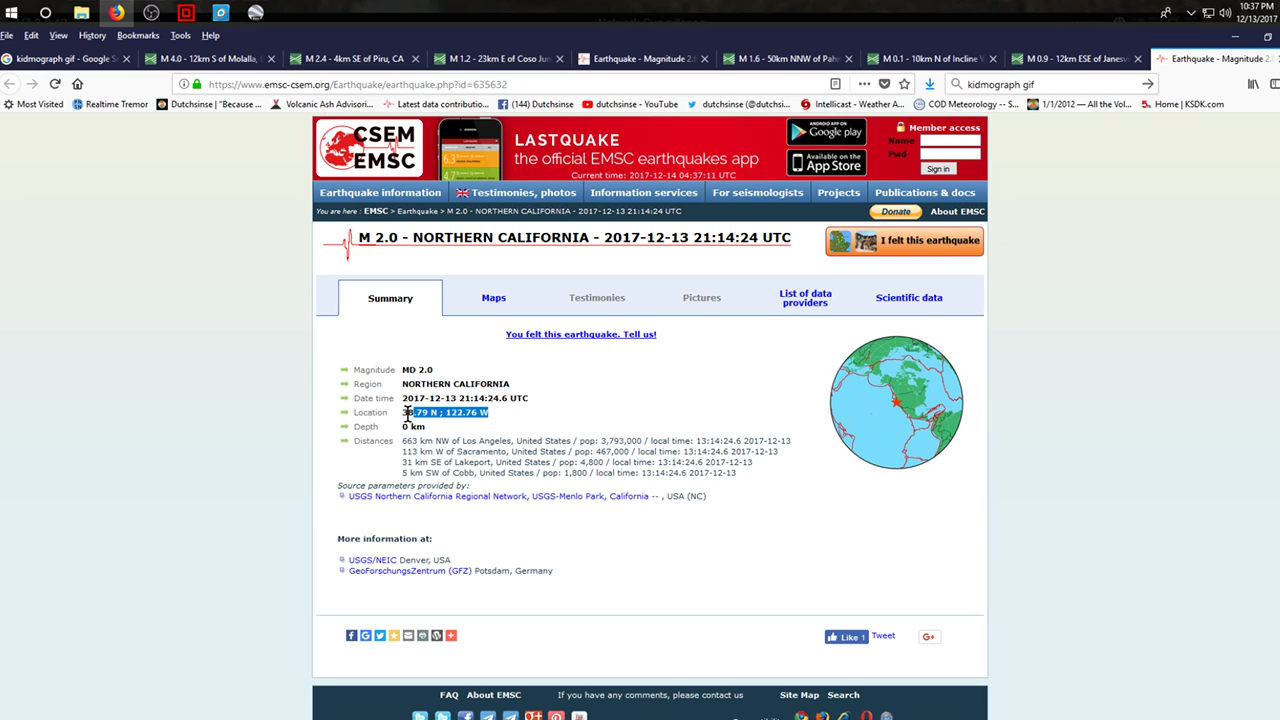 10:37 PM
12/13/2017
File Edit View History Bookmarks Tools Help
kidmograph gif - Google S
M 4.0 - 12km S of Molalla,
M 2.4 - 4km SE of Piru, CA
M 1.2 - 23km E of Coso Jun
Earthquake - Magnitude 2.
M 1.6 - 50km NNW of Pah
M 0.1 - 10km N of Incline V
M 0.9 - 12km ESE of Janesv
Earthquake - Magnitude 2.
https://www.emsc-csem.org/Earthquake/earthquake.php?id=635632
kidmograph gif
Most Visited Realtime Tremor Dutchsinse | "Because ... Volcanic Ash Advisori... Latest data contributio... (144) Dutchsinse dutchsinse - YouTube dutchsinse (@dutchsi... Intellicast - Weather A... COD Meteorology -- S... 1/1/2012 — All the Vol... Home | KSDK.com
CSEM
EMSC
LASTQUAKE
the official EMSC earthquakes app
Current time: 2017-12-14 04:37:11 UTC
Google play
Available on the
App Store
Member access
Name
Pwd
Sign in
Earthquake information Testimonies, photos Information services For seismologists Projects Publications & docs
You are here : EMSC > Earthquake > M 2.0 - NORTHERN CALIFORNIA - 2017-12-13 21:14:24 UTC
Donate About EMSC
M 2.0 - NORTHERN CALIFORNIA - 2017-12-13 21:14:24 UTC
I felt this earthquake
Summary Maps Testimonies Pictures List of data providers Scientific data
You felt this earthquake. Tell us!
Magnitude MD 2.0
Region NORTHERN CALIFORNIA
Date time 2017-12-13 21:14:24.6 UTC
Location 38.79 N ; 122.76 W
Depth 0 km
Distances 663 km NW of Los Angeles, United States / pop: 3,793,000 / local time: 13:14:24.6 2017-12-13
113 km W of Sacramento, United States / pop: 467,000 / local time: 13:14:24.6 2017-12-13
31 km SE of Lakeport, United States / pop: 4,800 / local time: 13:14:24.6 2017-12-13
5 km SW of Cobb, United States / pop: 1,800 / local time: 13:14:24.6 2017-12-13
Source parameters provided by:
USGS Northern California Regional Network, USGS-Menlo Park, California -- , USA (NC)
More information at:
USGS/NEIC Denver, USA
GeoForschungsZentrum (GFZ) Potsdam, Germany
Like 1 Tweet G+
FAQ About EMSC If you have any comments, please contact us Site Map Search